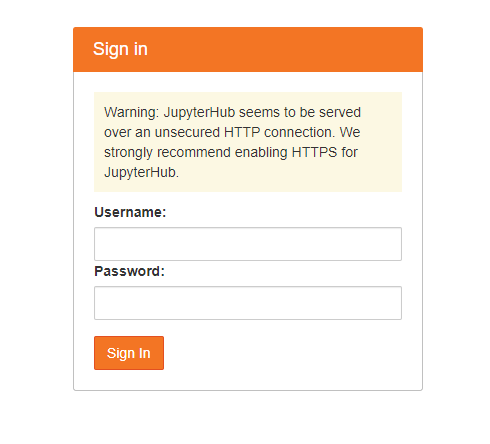 Sign in
Warning: JupyterHub seems to be served
over an unsecured HTTP connection. We
strongly recommend enabling HTTPS for
JupyterHub.
Username:
Password:
Sign In